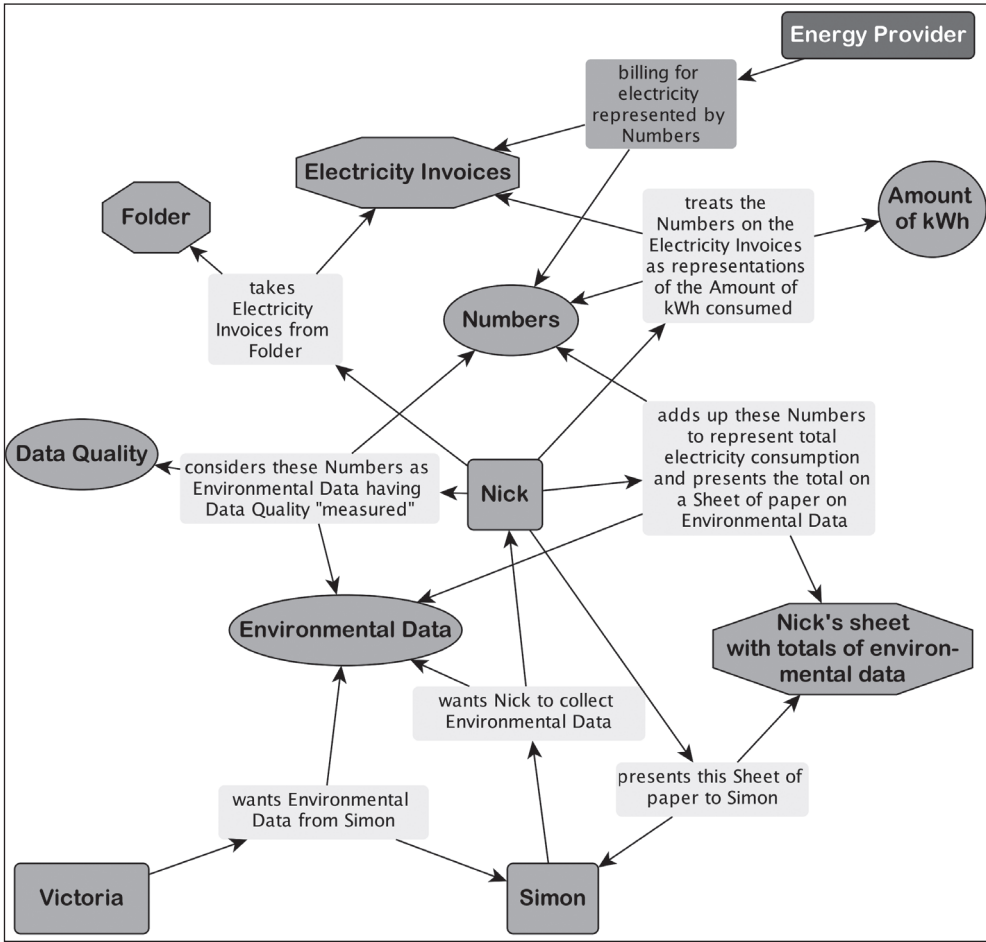 Energy Provider
billing for
electricity
represented by
Numbers
Electricity Invoices
Folder
treats the
Numbers on the
Electricity Invoices
as representations
of the Amount of
kWh consumed
Amount
of kWh
takes
Electricity
Invoices from
Folder
Numbers
Data Quality
considers these Numbers as
Environmental Data having
Data Quality "measured"
Nick
adds up these Numbers
to represent total
electricity consumption
and presents the total on
a Sheet of paper on
Environmental Data
Environmental Data
Nick's sheet
with totals of environ-
mental data
wants Nick to collect
Environmental Data
presents this Sheet of
paper to Simon
wants Environmental
Data from Simon
Victoria
Simon